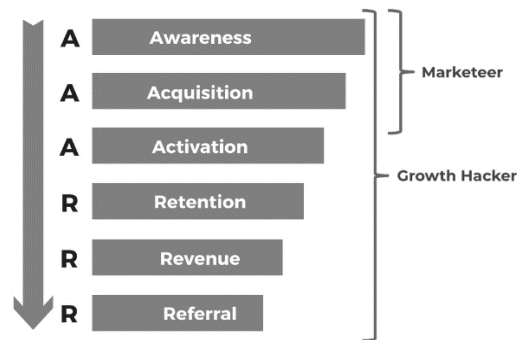 A Awareness
A Acquisition
Marketeer
A Activation
Growth Hacker
R Retention
R Revenue
R Referral